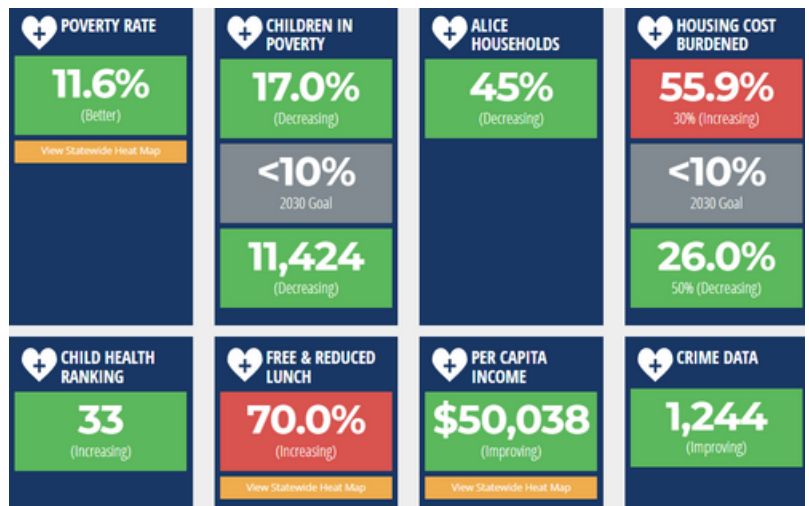 POVERTY RATE
11.6%
(Better)
View Statewide Heat Map
CHILDREN IN
POVERTY
17.0%
(Decreasing)
<10%
2030 Goal
11,424
(Decreasing)
ALICE
HOUSEHOLDS
45%
(Decreasing)
HOUSING COST
BURDENED
55.9%
30% (Increasing)
<10%
2030 Goal
26.0%
50% (Decreasing)
CHILD HEALTH
RANKING
33
(Increasing)
FREE & REDUCED
LUNCH
70.0%
(Increasing)
View Statewide Heat Map
PER CAPITA
INCOME
$50,038
(Improving)
View Statewide Heat Map
CRIME DATA
1,244
(Improving)